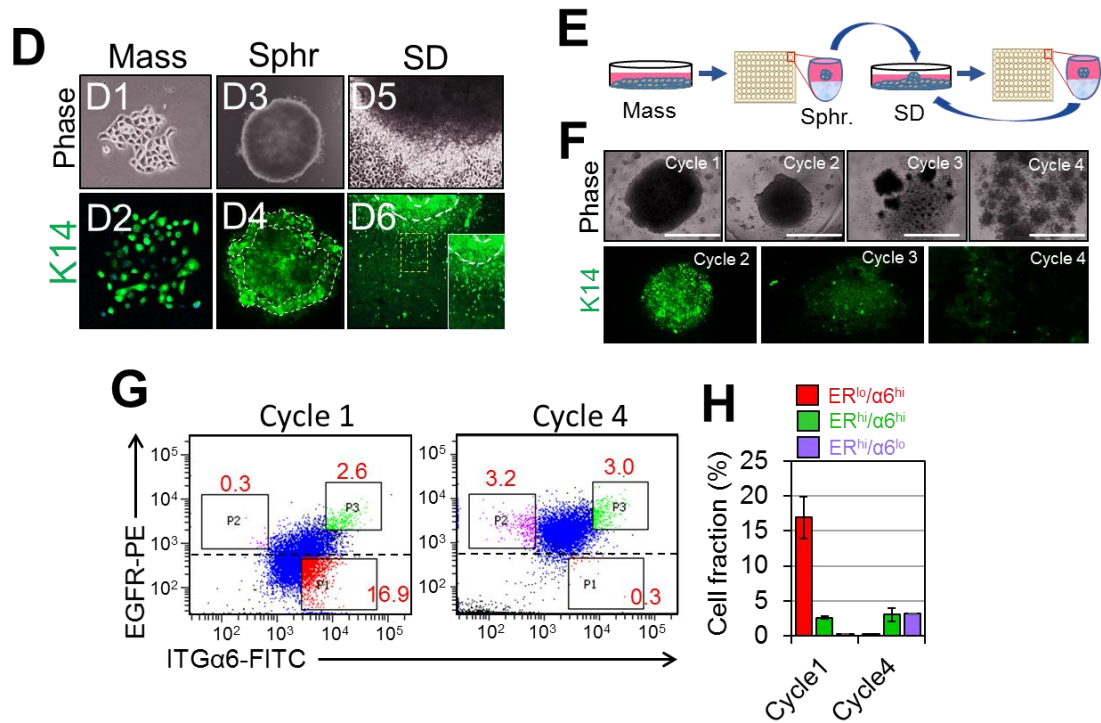 D
Mass
Sphr
SD
Phase
D1
D3
D5
K14
D2
D4
D6
E
Mass
Sphr.
SD
F
Phase
Cycle 1
Cycle 2
Cycle 3
Cycle 4
K14
Cycle 2
Cycle 3
Cycle 4
G
Cycle 1
Cycle 4
EGFR-PE
10⁵
10⁴
10³
10²
0.3
2.6
P2
P3
P1
16.9
10² 10³ 10⁴ 10⁵
10⁵
10⁴
10³
10²
3.2
3.0
P2
P3
P1
0.3
10² 10³ 10⁴ 10⁵
ITGα6-FITC
H
ERˡᵒ/α6ʰⁱ
ERʰⁱ/α6ʰⁱ
ERʰⁱ/α6ˡᵒ
Cell fraction (%)
25
20
15
10
5
0
Cycle1
Cycle4